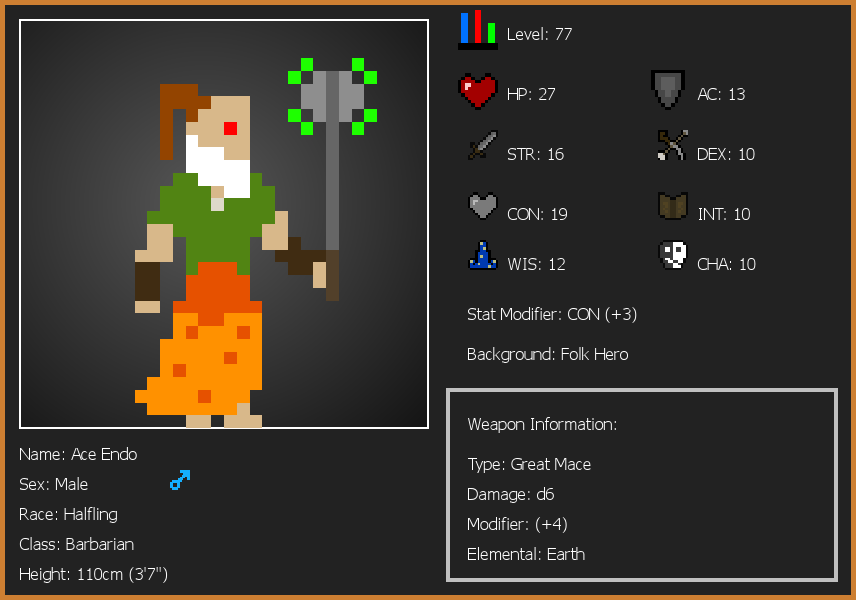 Level: 77
HP: 27
AC: 13
STR: 16
DEX: 10
CON: 19
INT: 10
WIS: 12
CHA: 10
Stat Modifier: CON (+3)
Background: Folk Hero
Weapon Information:
Type: Great Mace
Damage: d6
Modifier: (+4)
Elemental: Earth
Name: Ace Endo
Sex: Male
Race: Halfling
Class: Barbarian
Height: 110cm (3'7")